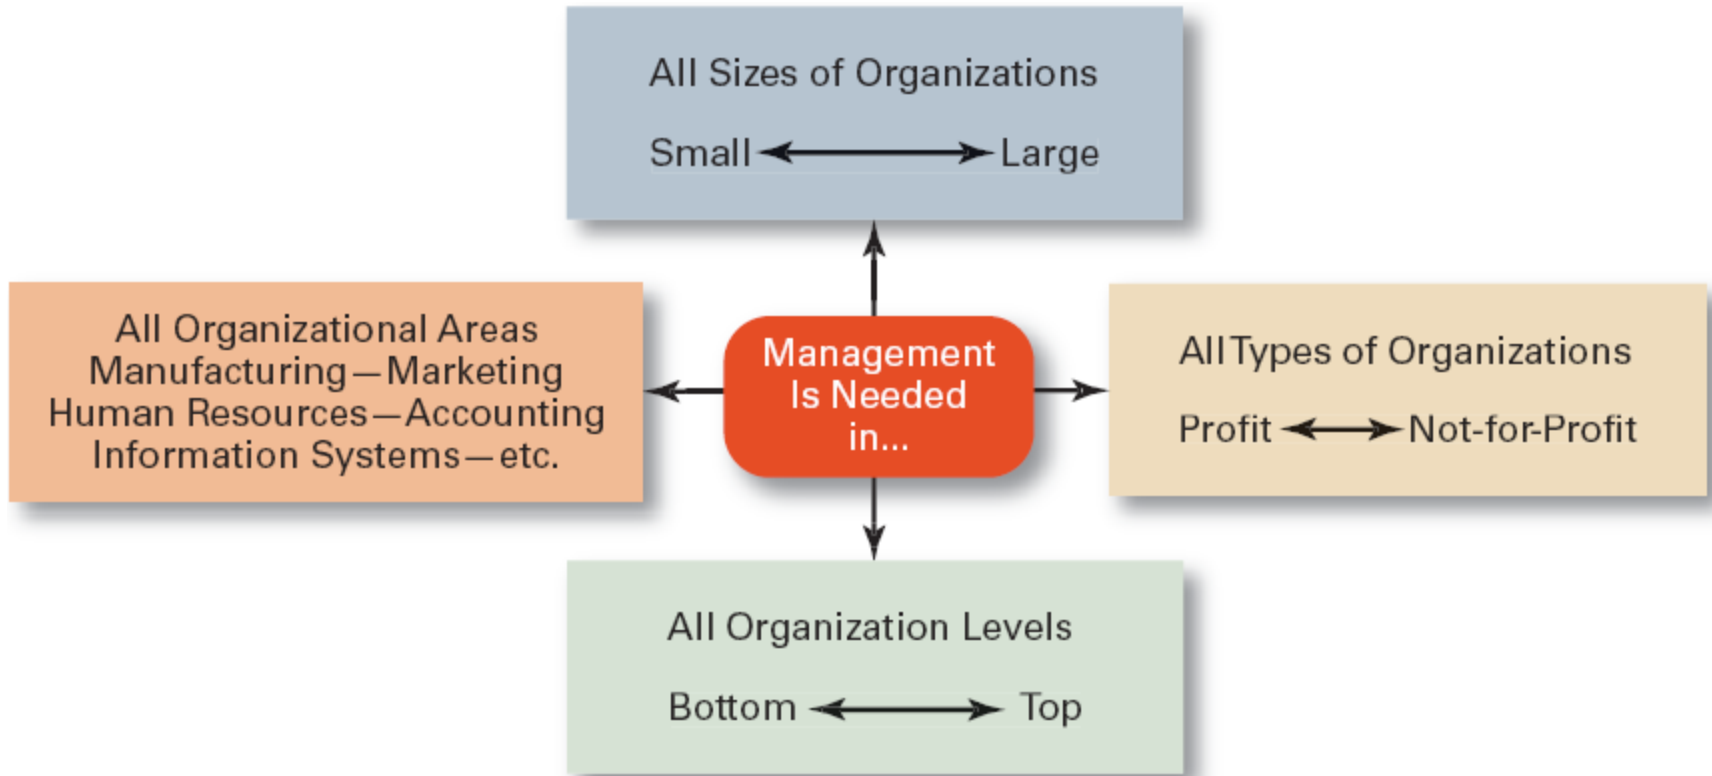 All Sizes of Organizations
Small Large
All Organizational Areas
Manufacturing—Marketing
Human Resources—Accounting
Information Systems—etc.
Management
Is Needed
in...
All Types of Organizations
Profit Not-for-Profit
All Organization Levels
Bottom Top